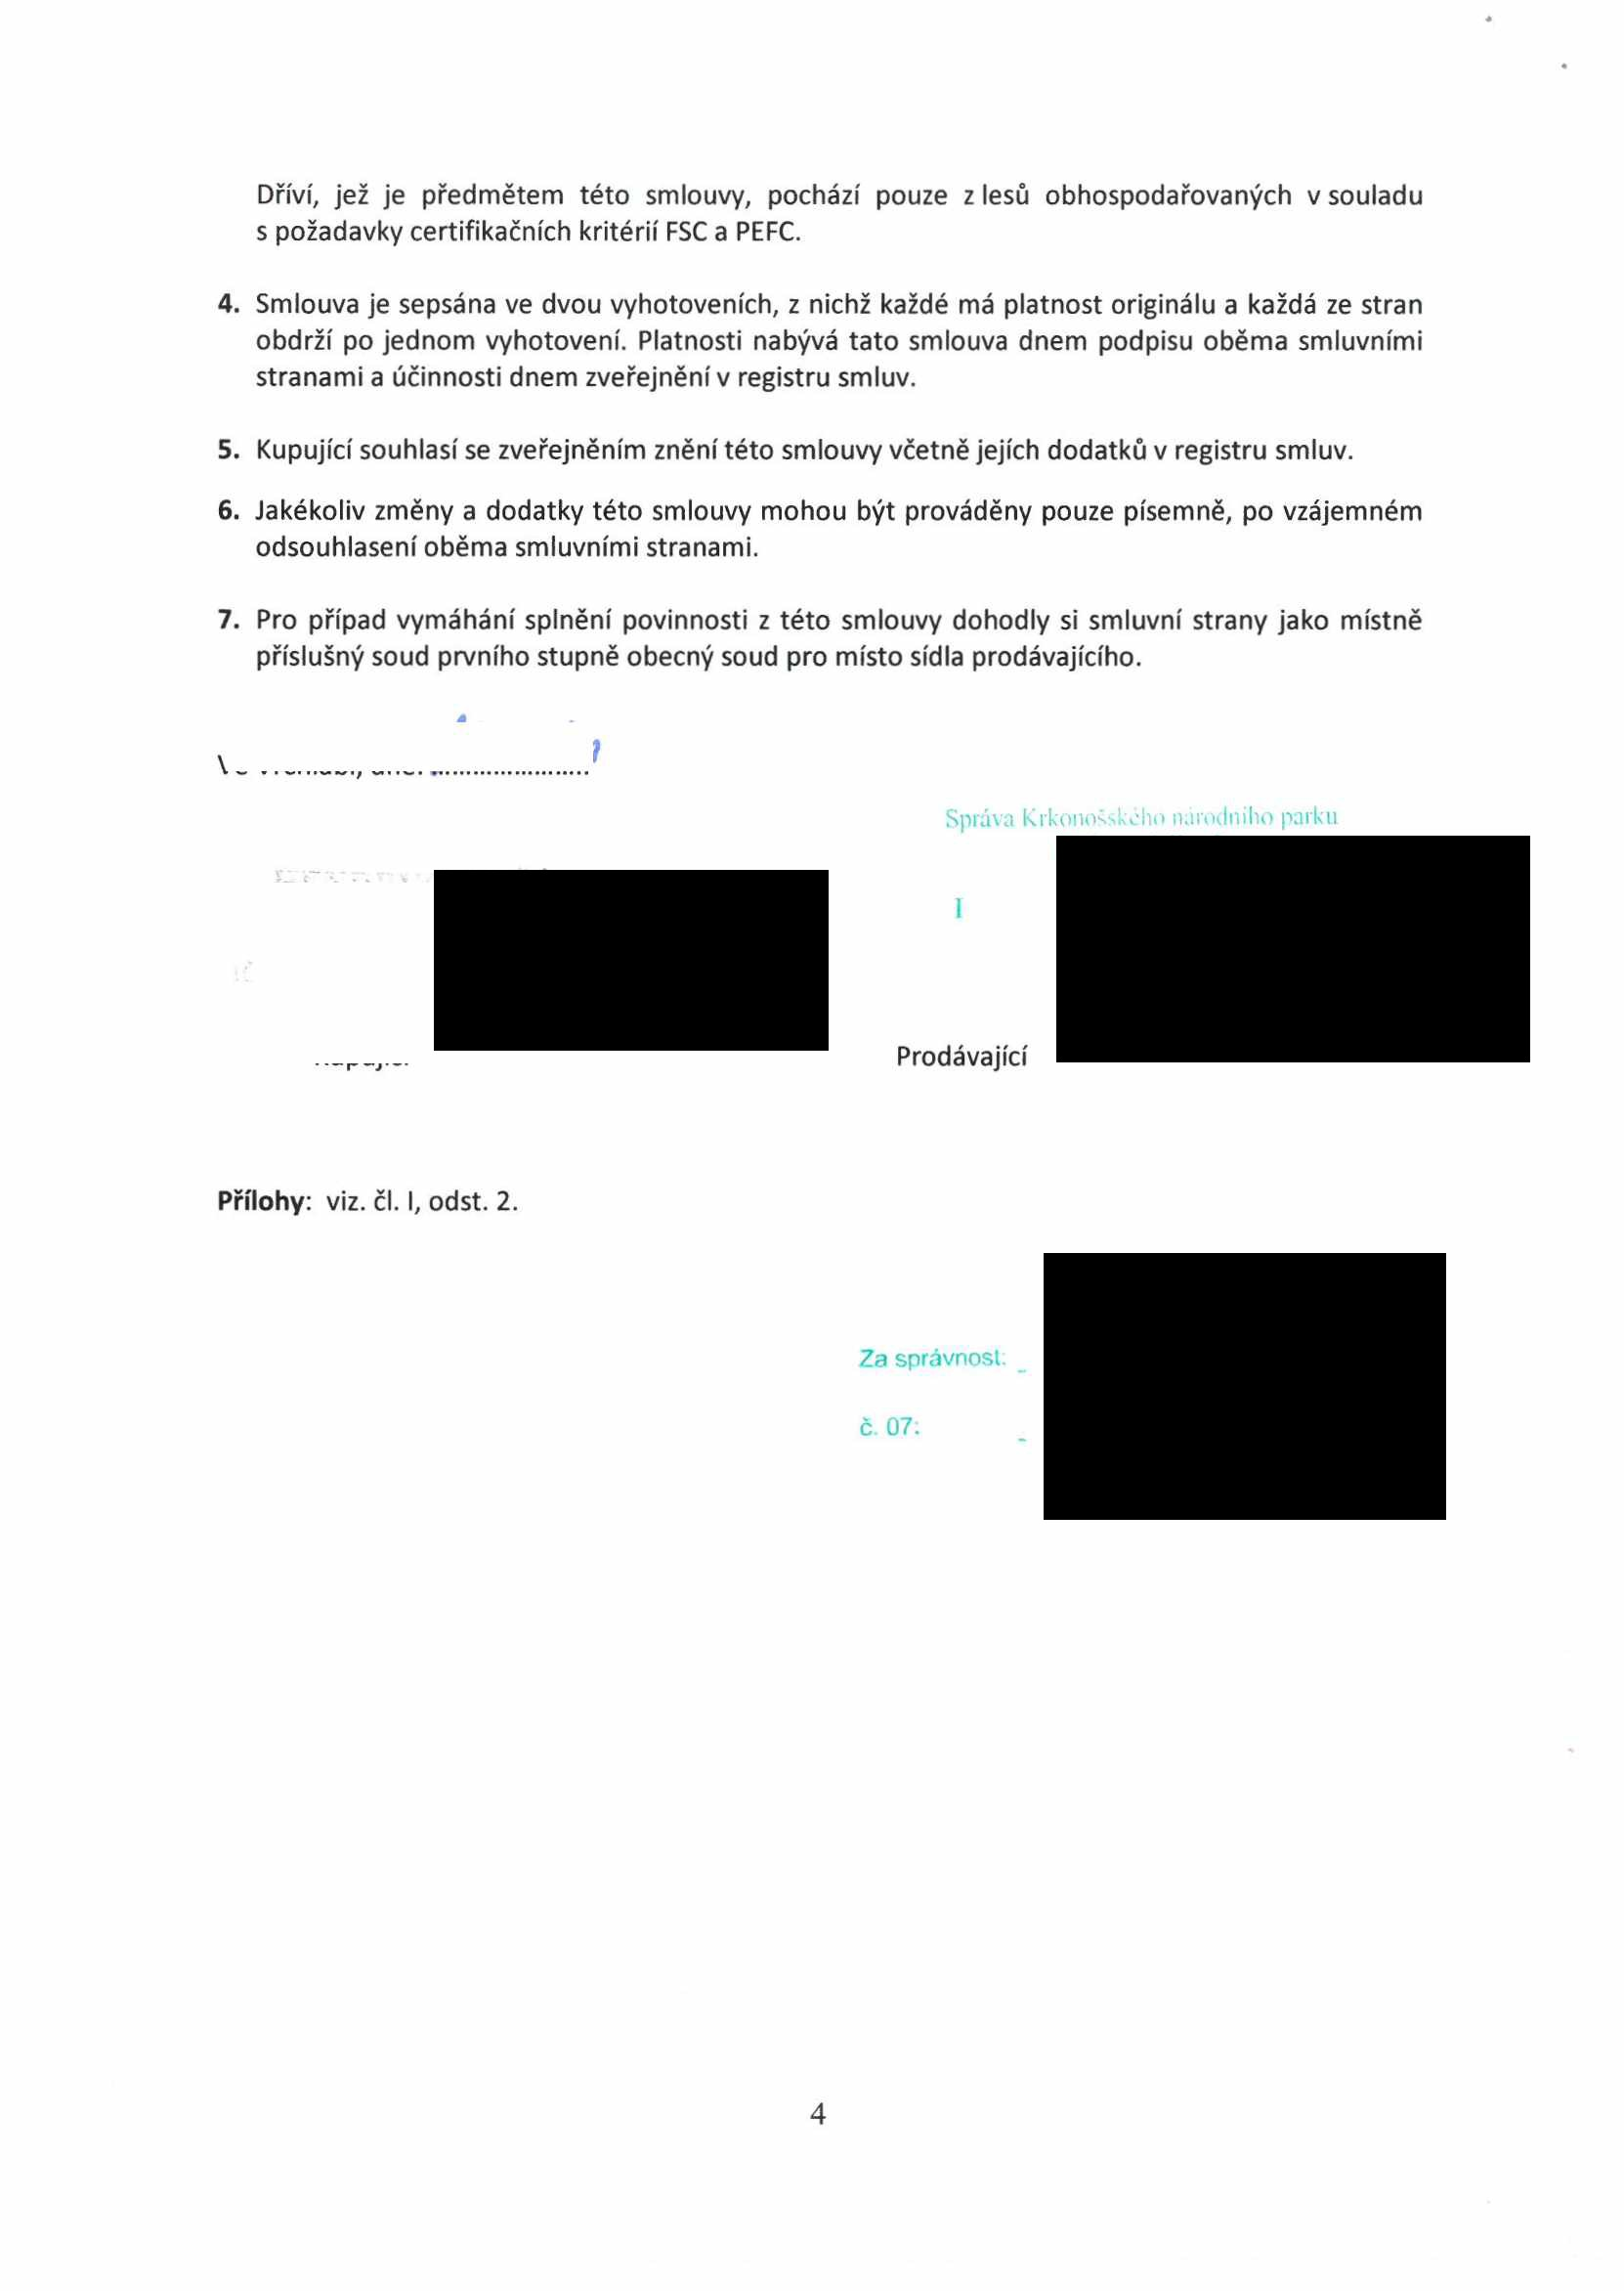 Dříví, jež je předmětem této smlouvy, pochází pouze z lesů obhospodařovaných v souladu
s požadavky certifikačních kritérií FSC a PEFC.
4. Smlouva je sepsána ve dvou vyhotoveních, z nichž každé má platnost originálu a každá ze stran
obdrží po jednom vyhotovení. Platnosti nabývá tato smlouva dnem podpisu oběma smluvními
stranami a účinnosti dnem zveřejnění v registru smluv.
5. Kupující souhlasí se zveřejněním znění této smlouvy včetně jejích dodatků v registru smluv.
6. Jakékoliv změny a dodatky této smlouvy mohou být prováděny pouze písemně, po vzájemném
odsouhlasení oběma smluvními stranami.
7. Pro případ vymáhání splnění povinnosti z této smlouvy dohodly si smluvní strany jako místně
příslušný soud prvního stupně obecný soud pro místo sídla prodávajícího.
Správa Krkonošského národního parku
Prodávající
Přílohy: viz. čl. I, odst. 2.
Za správnost:
č. 07:
4